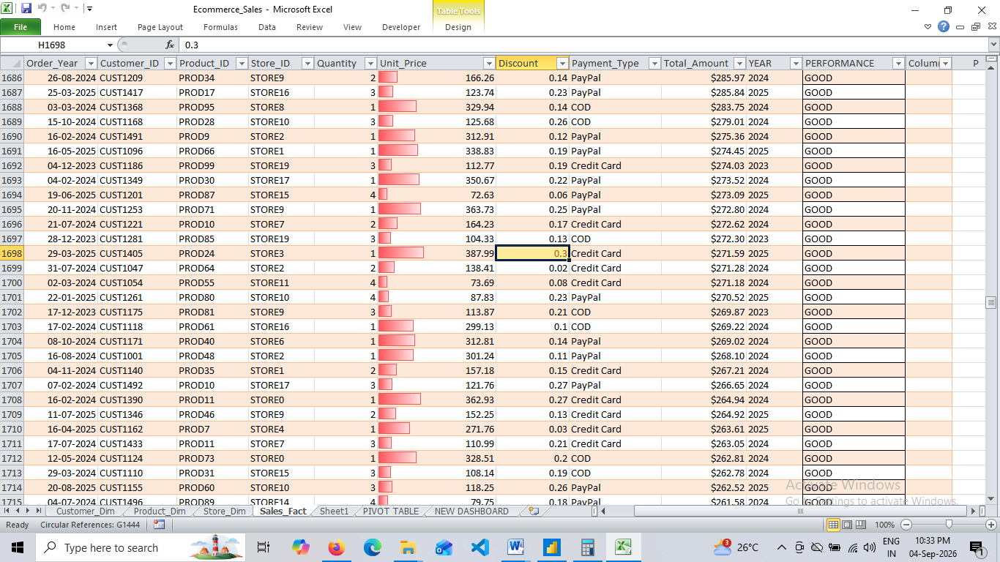 Ecommerce_Sales - Microsoft Excel
Table Tools
File Home Insert Page Layout Formulas Data Review View Developer Design
H1698 fx 0.3
Order_Year Customer_ID Product_ID Store_ID Quantity Unit_Price Discount Payment_Type Total_Amount YEAR PERFORMANCE Colum P
1686 26-08-2024 CUST1209 PROD34 STORE9 2 166.26 0.14 PayPal $285.97 2024 GOOD
1687 25-03-2025 CUST1417 PROD17 STORE16 3 123.74 0.23 PayPal $285.84 2025 GOOD
1688 03-03-2024 CUST1368 PROD95 STORE8 1 329.94 0.14 COD $283.75 2024 GOOD
1689 15-10-2024 CUST1168 PROD28 STORE10 3 125.68 0.26 COD $279.01 2024 GOOD
1690 16-02-2024 CUST1491 PROD9 STORE2 1 312.91 0.12 PayPal $275.36 2024 GOOD
1691 16-05-2025 CUST1096 PROD66 STORE1 1 338.83 0.19 PayPal $274.45 2025 GOOD
1692 04-12-2023 CUST1186 PROD99 STORE19 3 112.77 0.19 Credit Card $274.03 2023 GOOD
1693 04-02-2024 CUST1349 PROD30 STORE17 1 350.67 0.22 PayPal $273.52 2024 GOOD
1694 19-06-2025 CUST1201 PROD87 STORE15 4 72.63 0.06 PayPal $273.09 2025 GOOD
1695 20-11-2024 CUST1253 PROD71 STORE9 1 363.73 0.25 PayPal $272.80 2024 GOOD
1696 21-07-2024 CUST1221 PROD10 STORE7 2 164.23 0.17 Credit Card $272.62 2024 GOOD
1697 28-12-2023 CUST1281 PROD85 STORE19 3 104.33 0.13 COD $272.30 2023 GOOD
1698 29-03-2025 CUST1405 PROD24 STORE3 1 387.99 0.3 Credit Card $271.59 2025 GOOD
1699 31-07-2024 CUST1047 PROD64 STORE2 2 138.41 0.02 Credit Card $271.28 2024 GOOD
1700 02-03-2024 CUST1054 PROD55 STORE11 4 73.69 0.08 Credit Card $271.18 2024 GOOD
1701 22-01-2025 CUST1261 PROD80 STORE10 4 87.83 0.23 PayPal $270.52 2025 GOOD
1702 17-12-2023 CUST1175 PROD81 STORE9 3 113.87 0.21 COD $269.87 2023 GOOD
1703 17-02-2024 CUST1118 PROD61 STORE16 1 299.13 0.1 COD $269.22 2024 GOOD
1704 08-10-2024 CUST1171 PROD40 STORE6 1 312.81 0.14 PayPal $269.02 2024 GOOD
1705 16-08-2024 CUST1001 PROD48 STORE2 1 301.24 0.11 PayPal $268.10 2024 GOOD
1706 04-11-2024 CUST1140 PROD35 STORE1 2 157.18 0.15 Credit Card $267.21 2024 GOOD
1707 07-02-2024 CUST1492 PROD10 STORE17 3 121.76 0.27 PayPal $266.65 2024 GOOD
1708 16-02-2024 CUST1390 PROD11 STORE0 1 362.93 0.27 Credit Card $264.94 2024 GOOD
1709 11-07-2025 CUST1346 PROD46 STORE9 2 152.25 0.13 Credit Card $264.92 2025 GOOD
1710 16-04-2025 CUST1162 PROD7 STORE4 1 271.76 0.03 Credit Card $263.61 2025 GOOD
1711 17-07-2024 CUST1433 PROD11 STORE7 3 110.99 0.21 Credit Card $263.05 2024 GOOD
1712 12-05-2024 CUST1124 PROD73 STORE0 1 328.51 0.2 COD $262.81 2024 GOOD
1713 29-03-2024 CUST1110 PROD31 STORE15 3 108.14 0.19 COD $262.78 2024 GOOD
1714 20-08-2025 CUST1155 PROD60 STORE10 3 118.25 0.26 PayPal $262.52 2025 GOOD
1715 04-07-2024 CUST1496 PROD89 STORE14 4 79.75 0.18 PayPal $261.58 2024 GOOD
Activate Windows
Go to Settings to activate Windows.
Customer_Dim Product_Dim Store_Dim Sales_Fact Sheet1 PIVOT TABLE NEW DASHBOARD
Ready Circular References: G1444 100%
Type here to search 3 26°C ENG IN 10:33 PM 04-Sep-2026 1